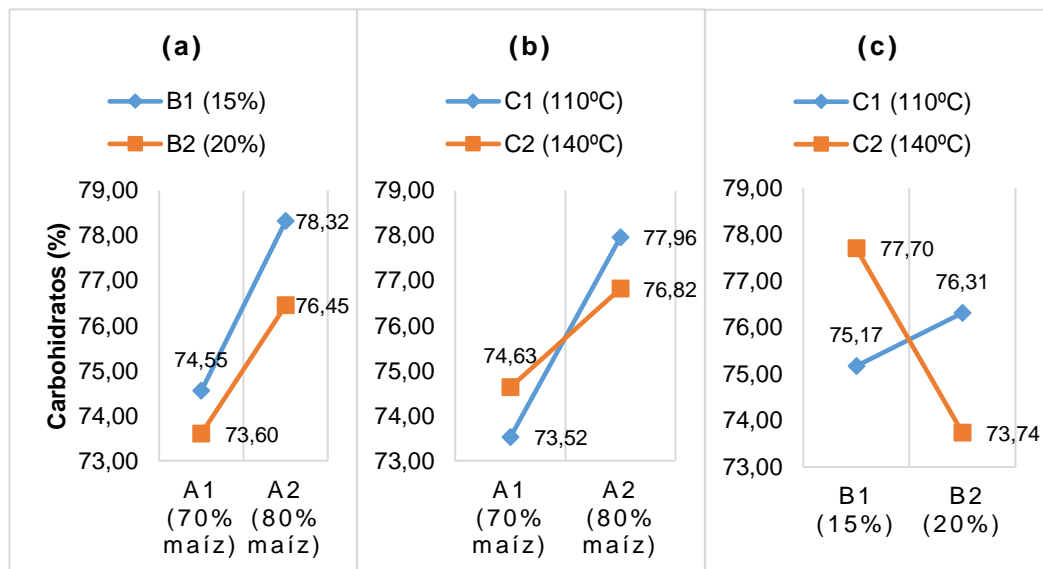 (a)
B1 (15%)
B2 (20%)
Carbohidratos (%)
79,00
78,00
77,00
76,00
75,00
74,00
73,00
78,32
76,45
74,55
73,60
A1
(70%
maíz)
A2
(80%
maíz)
(b)
C1 (110ºC)
C2 (140ºC)
79,00
78,00
77,00
76,00
75,00
74,00
73,00
77,96
76,82
74,63
73,52
A1
(70%
maíz)
A2
(80%
maíz)
(c)
C1 (110ºC)
C2 (140ºC)
79,00
78,00
77,00
76,00
75,00
74,00
73,00
77,70
76,31
75,17
73,74
B1
(15%)
B2
(20%)